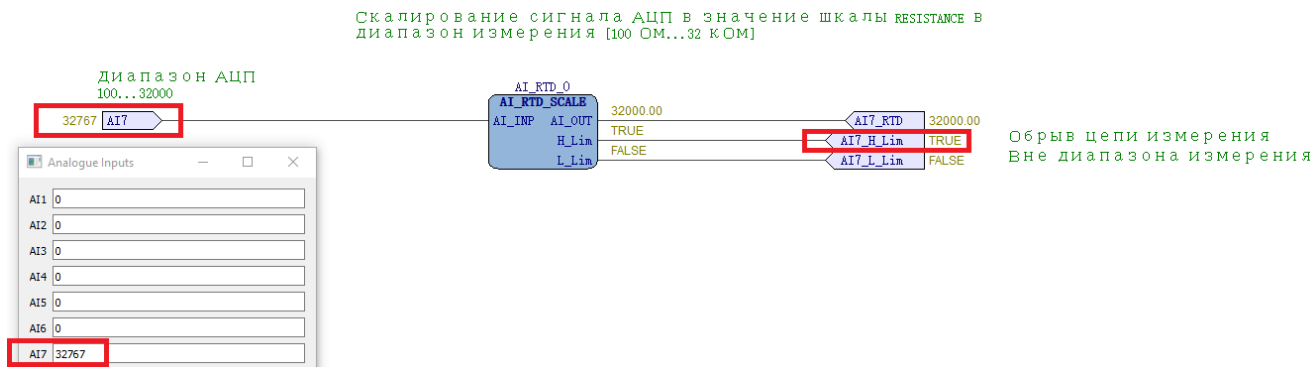 Скалирование сигнала АЦП в значение шкалы RESISTANCE в
диапазон измерения [100 ОМ...32 КОМ]
Диапазон АЦП
100...32000
32767 AI7
AI_RTD_0
AI_RTD_SCALE
AI_INP AI_OUT
H_Lim
L_Lim
32000.00
TRUE
FALSE
AI7_RTD 32000.00
AI7_H_Lim TRUE
AI7_L_Lim FALSE
Обрыв цепи измерения
Вне диапазона измерения
Analogue Inputs
AI1 0
AI2 0
AI3 0
AI4 0
AI5 0
AI6 0
AI7 32767